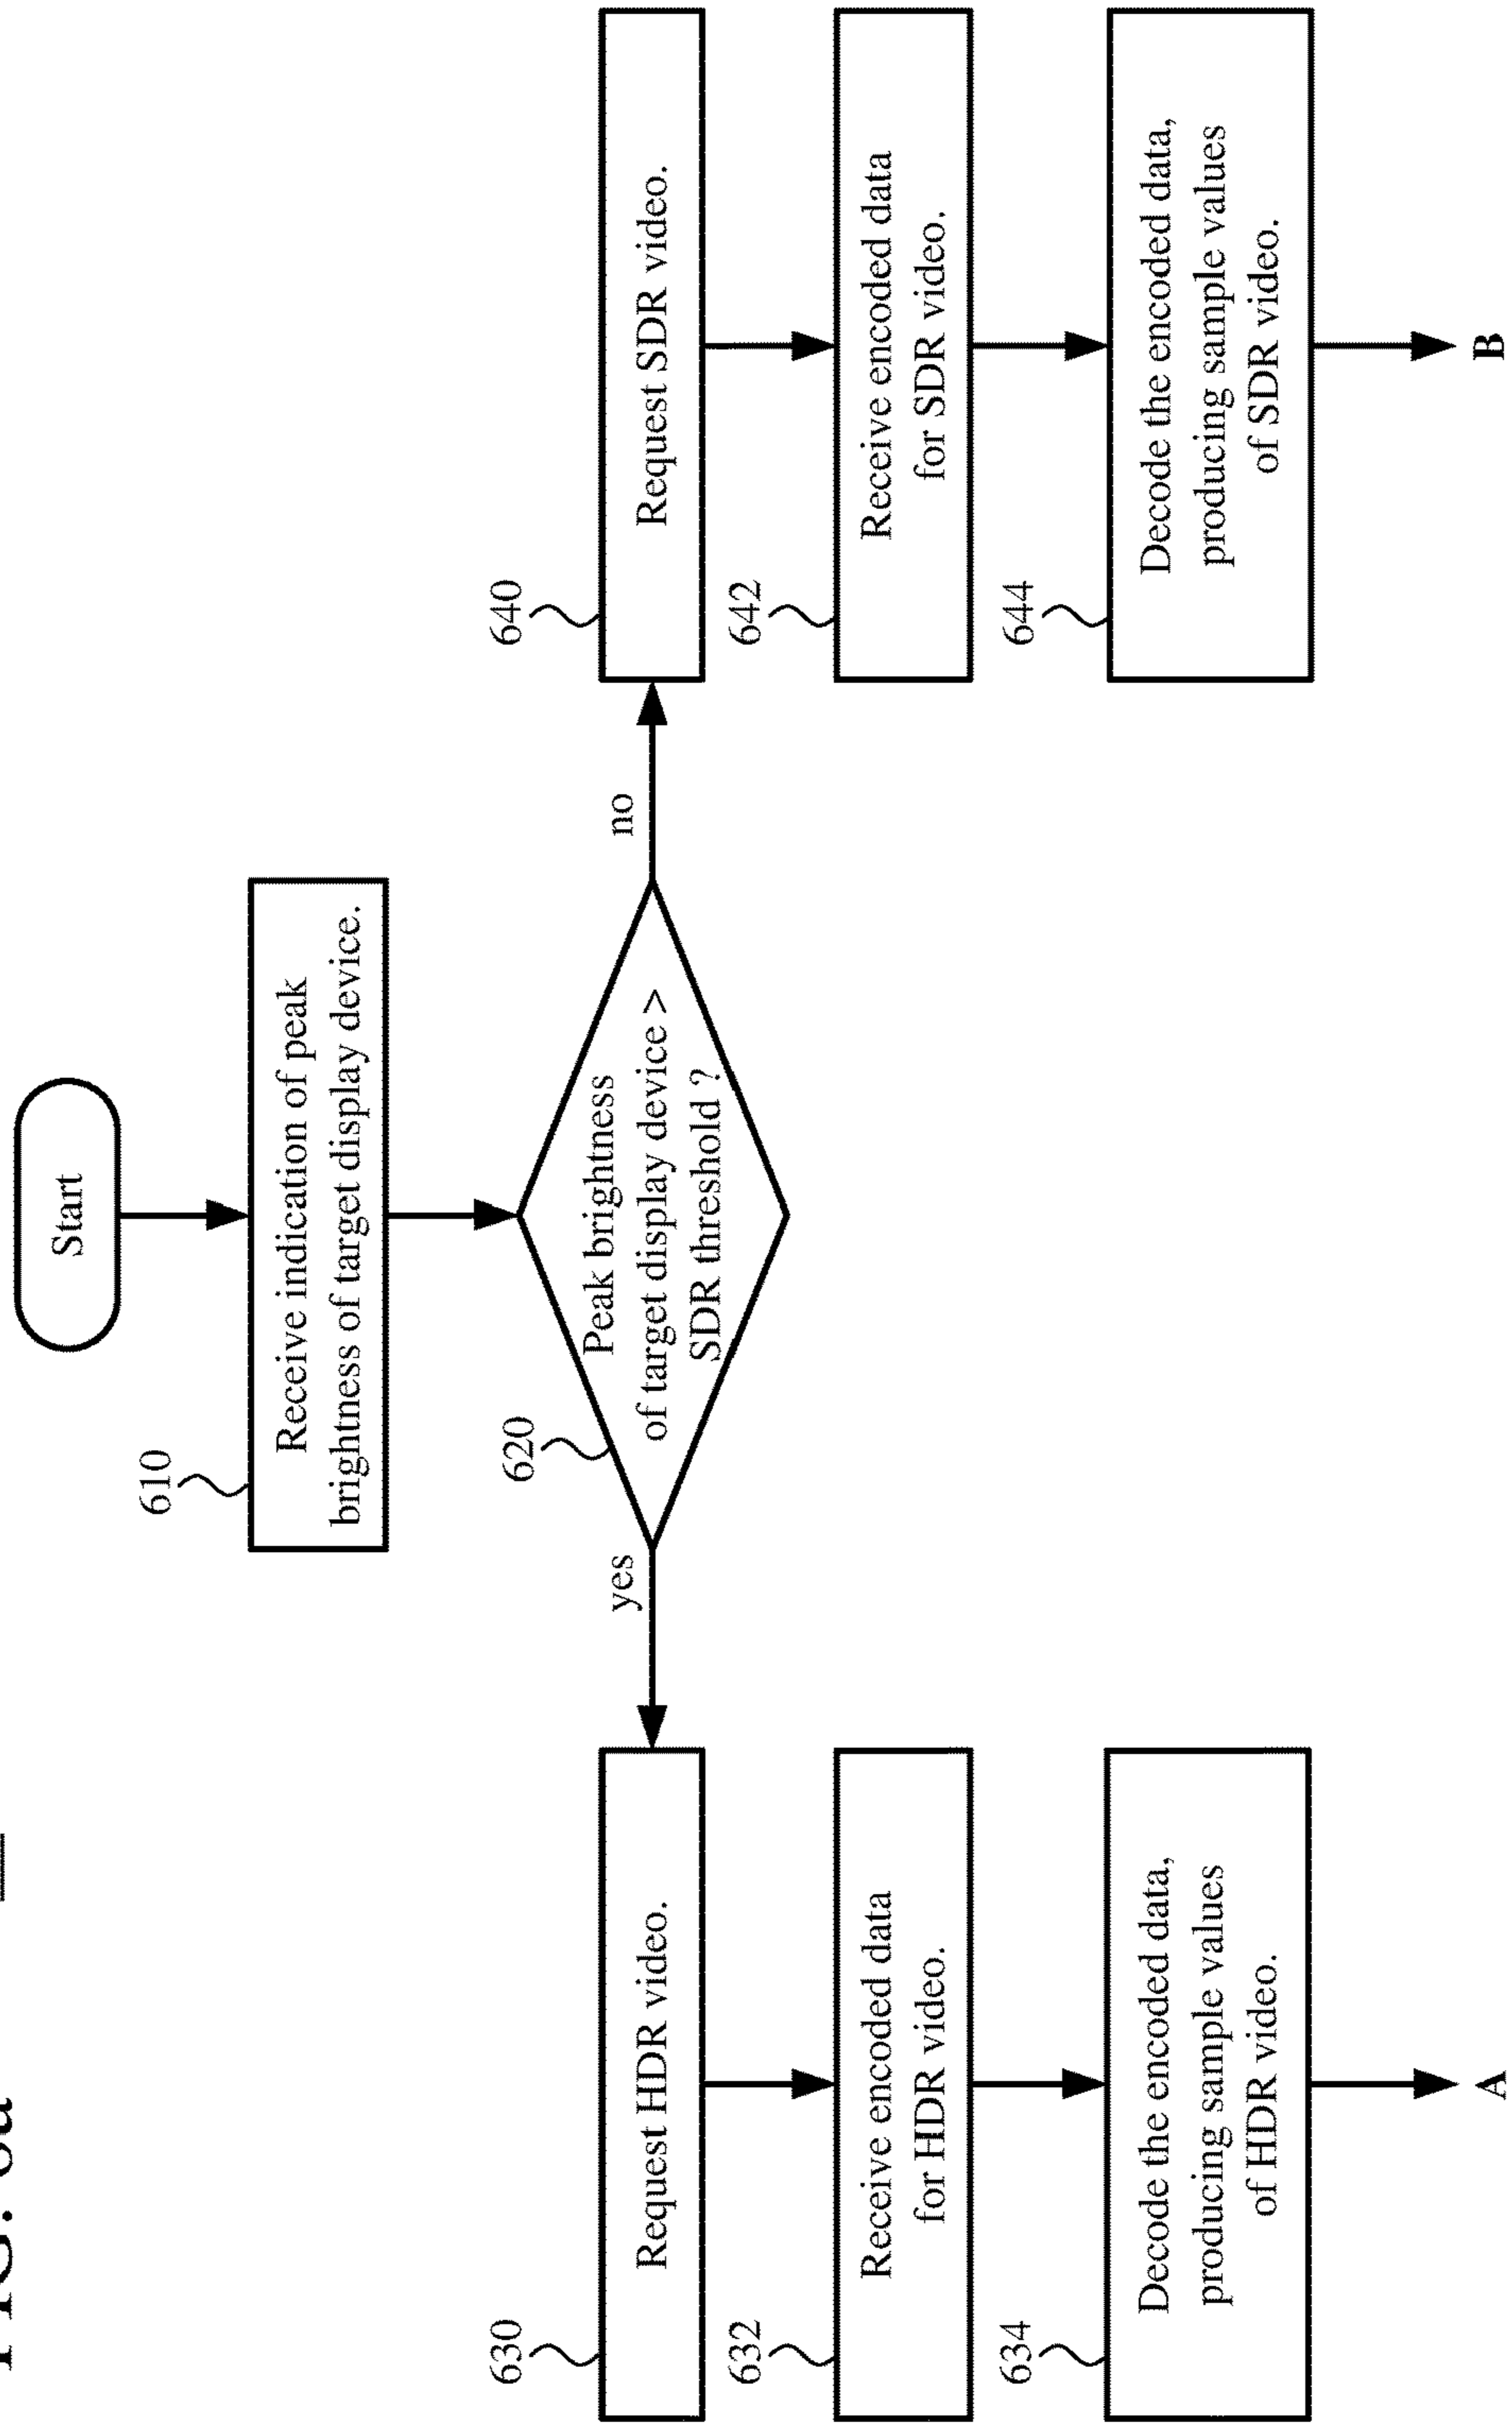 Start
610
Receive indication of peak
brightness of target display device.
620
Peak brightness
of target display device >
SDR threshold ?
yes
no
630
Request HDR video.
632
Receive encoded data
for HDR video.
634
Decode the encoded data,
producing sample values
of HDR video.
A
640
Request SDR video.
642
Receive encoded data
for SDR video.
644
Decode the encoded data,
producing sample values
of SDR video.
B